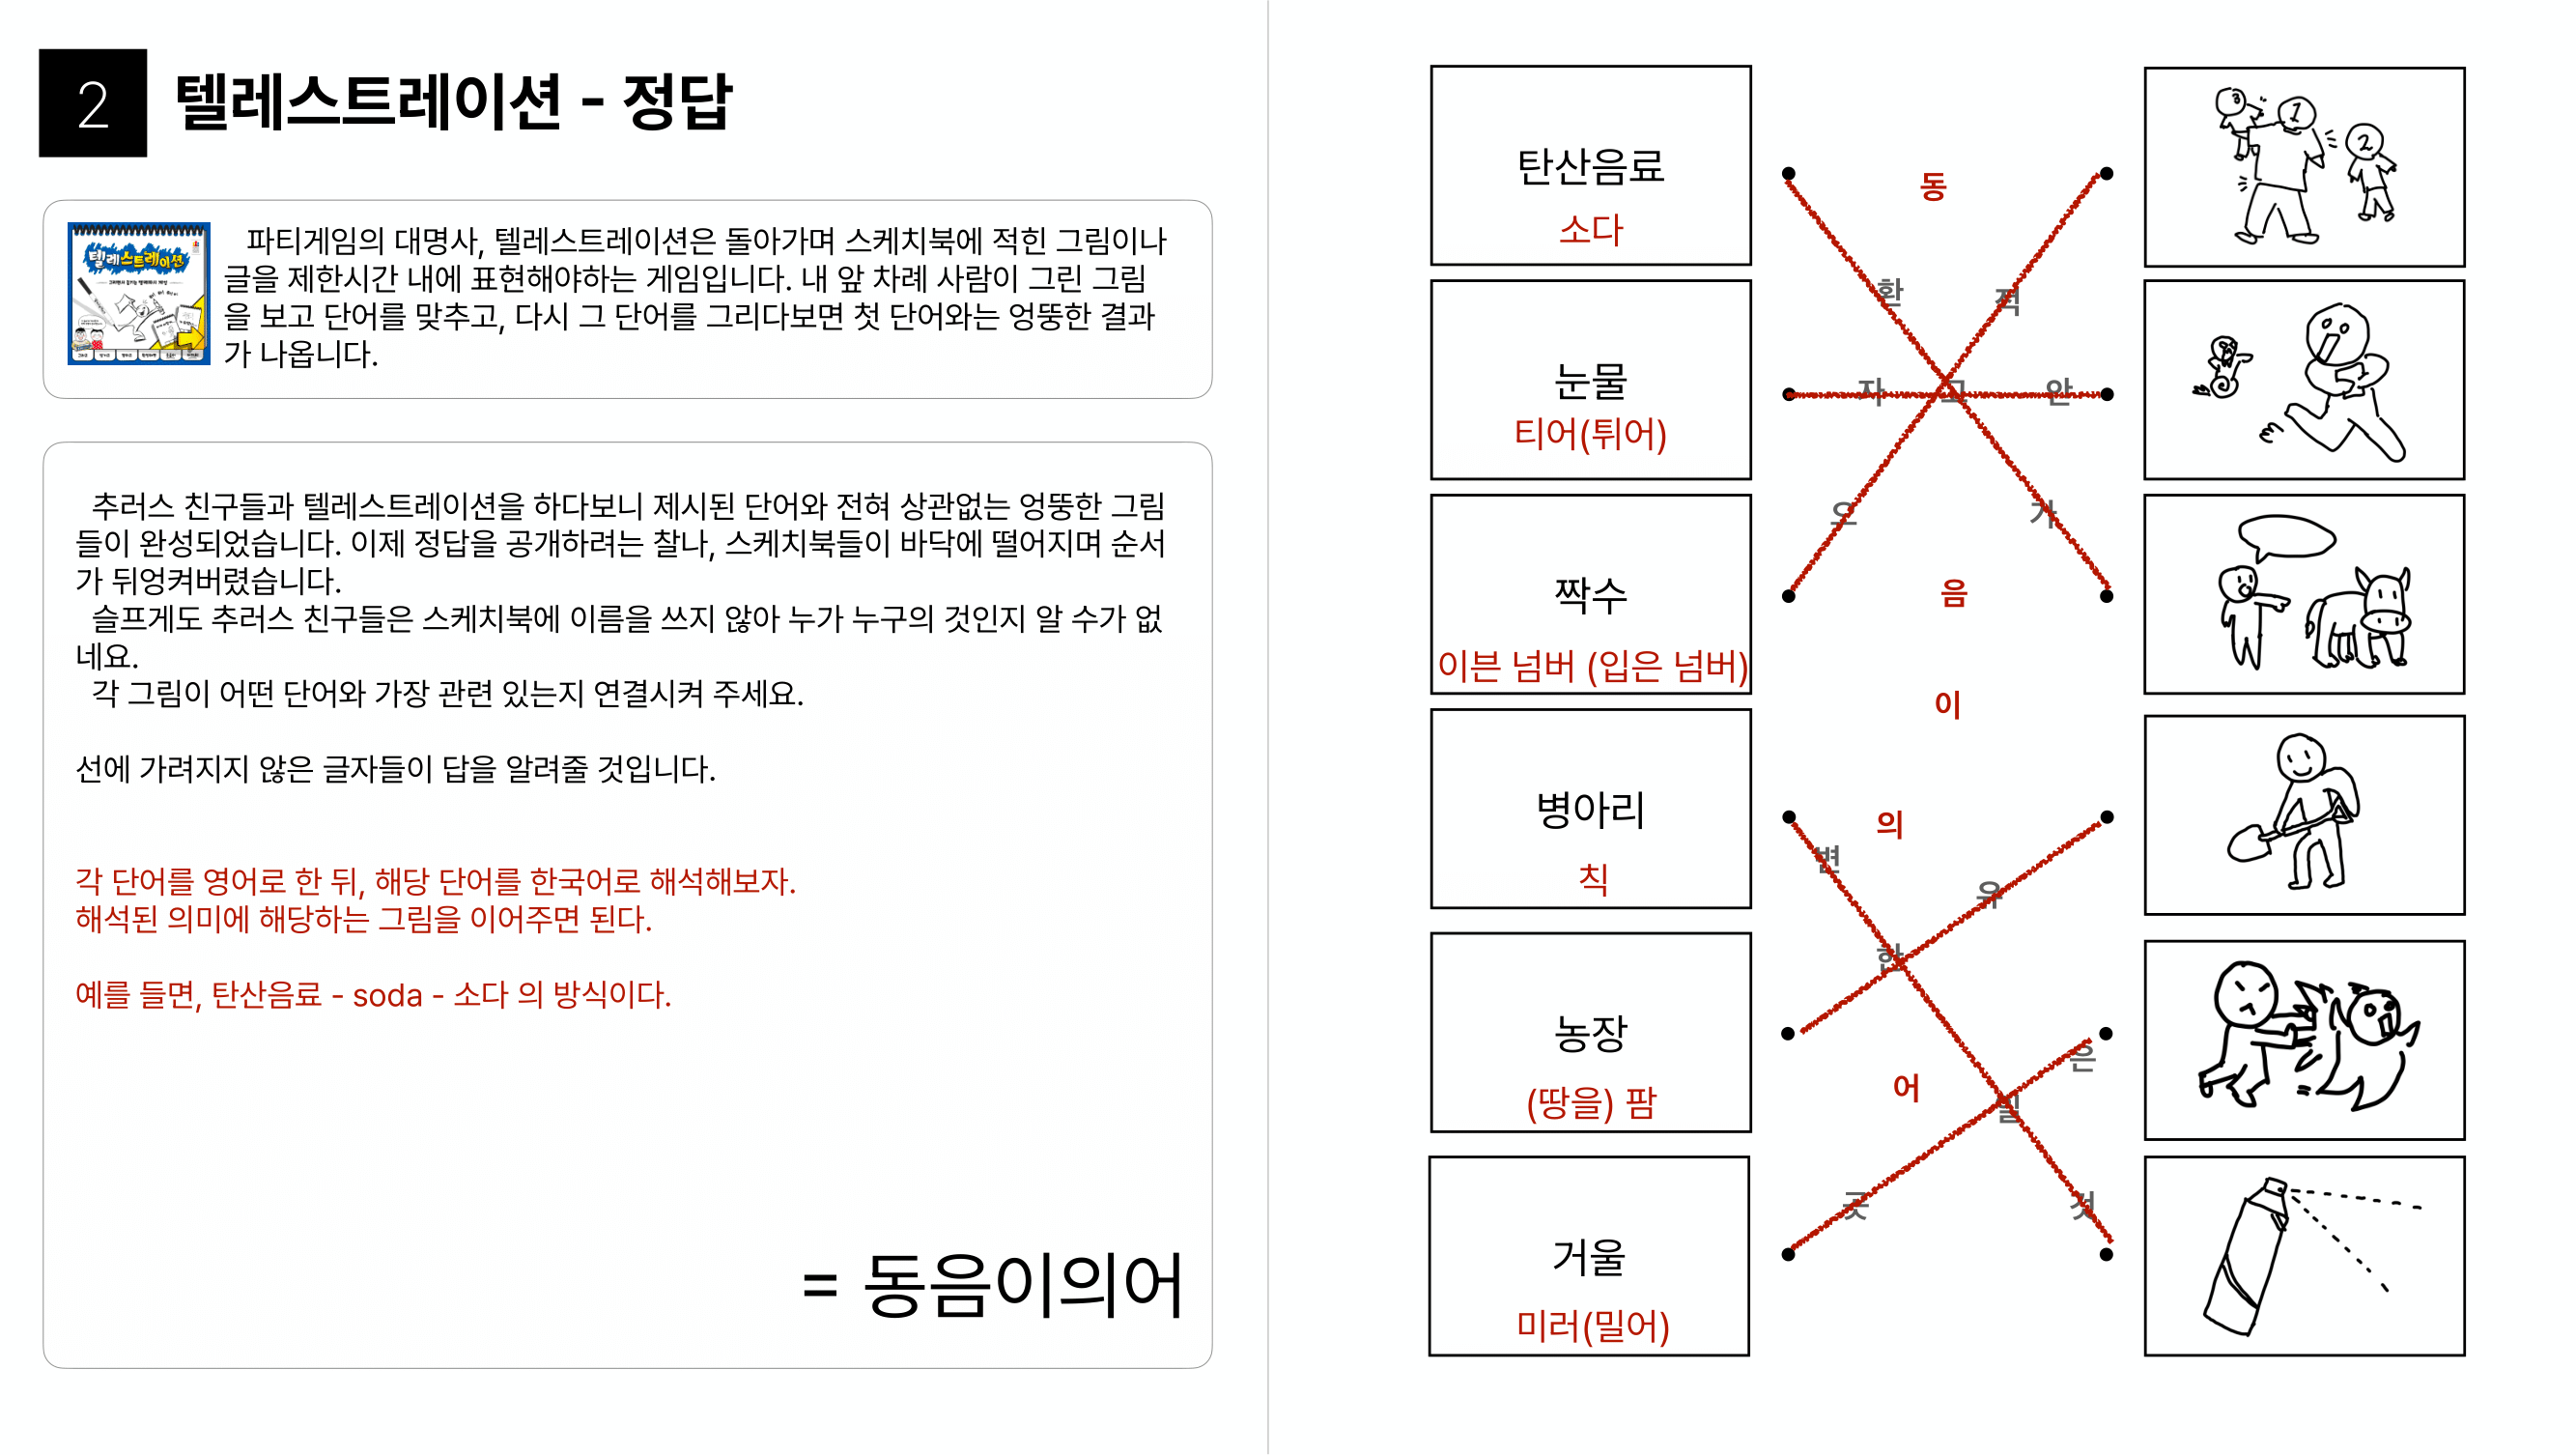 2
텔레스트레이션 - 정답
텔레스트레이션
파티게임의 대명사, 텔레스트레이션은 돌아가며 스케치북에 적힌 그림이나
글을 제한시간 내에 표현해야하는 게임입니다. 내 앞 차례 사람이 그린 그림
을 보고 단어를 맞추고, 다시 그 단어를 그리다보면 첫 단어와는 엉뚱한 결과
가 나옵니다.
추러스 친구들과 텔레스트레이션을 하다보니 제시된 단어와 전혀 상관없는 엉뚱한 그림
들이 완성되었습니다. 이제 정답을 공개하려는 찰나, 스케치북들이 바닥에 떨어지며 순서
가 뒤엉켜버렸습니다.
슬프게도 추러스 친구들은 스케치북에 이름을 쓰지 않아 누가 누구의 것인지 알 수가 없
네요.
각 그림이 어떤 단어와 가장 관련 있는지 연결시켜 주세요.
선에 가려지지 않은 글자들이 답을 알려줄 것입니다.
각 단어를 영어로 한 뒤, 해당 단어를 한국어로 해석해보자.
해석된 의미에 해당하는 그림을 이어주면 된다.
예를 들면, 탄산음료 - soda - 소다 의 방식이다.
= 동음이의어
탄산음료
소다
눈물
티어(튀어)
짝수
이븐 넘버 (입은 넘버)
병아리
칙
농장
(땅을) 팜
거울
미러(밀어)
동
환
적
자
고
안
오
가
음
이
의
변
유
한
은
어
밀
곳
것
3
1
2